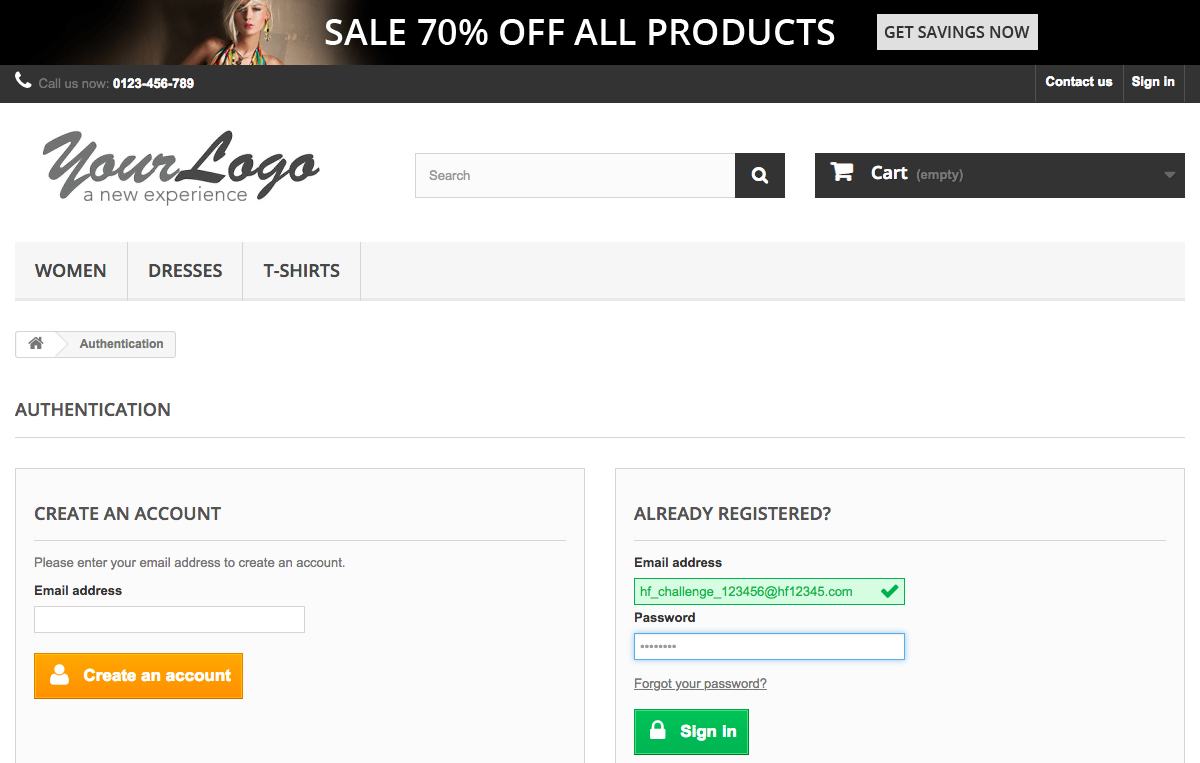 SALE 70% OFF ALL PRODUCTS GET SAVINGS NOW
Call us now: 0123-456-789 Contact us Sign in
YourLogo
a new experience
Search
Cart (empty)
WOMEN DRESSES T-SHIRTS
Authentication
AUTHENTICATION
CREATE AN ACCOUNT
Please enter your email address to create an account.
Email address
Create an account
ALREADY REGISTERED?
Email address
hf_challenge_123456@hf12345.com
Password
••••••••
Forgot your password?
Sign in